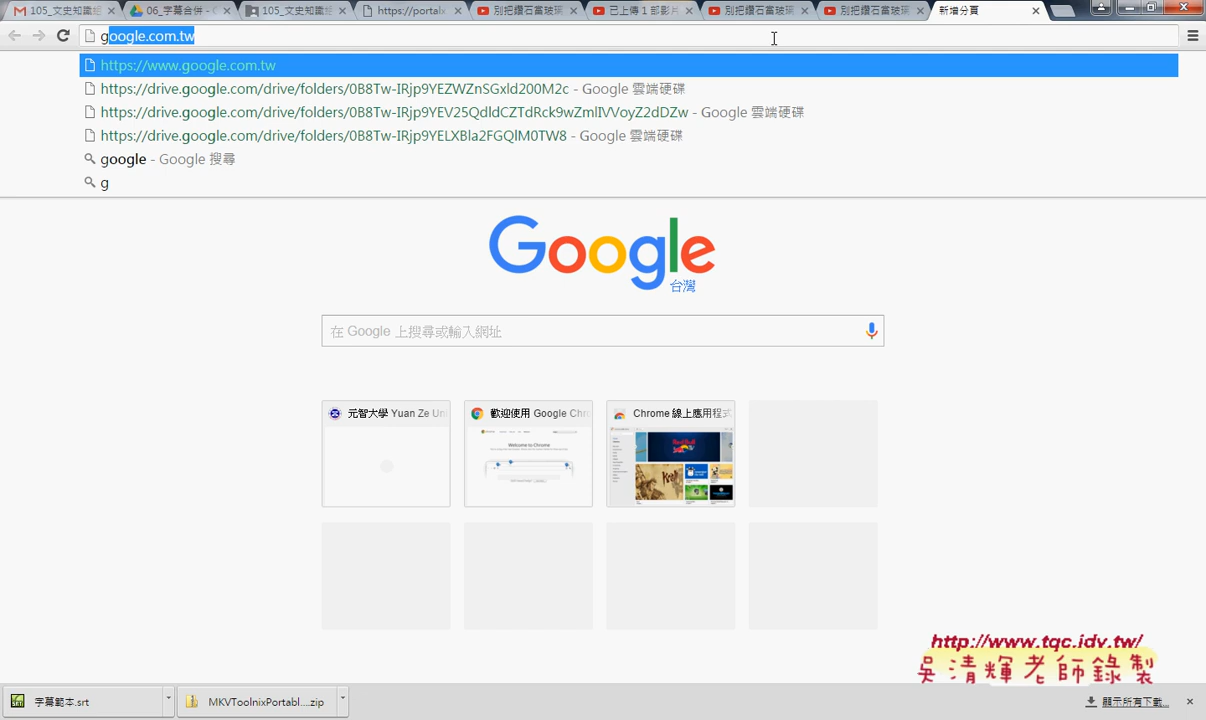 105_文史知識經
06_字幕合併 - G
105_文史知識
https://portalx
別把鑽石當玻璃
已上傳 1 部影片
別把鑽石當玻璃
別把鑽石當玻璃
新增分頁
google.com.tw
https://www.google.com.tw
https://drive.google.com/drive/folders/0B8Tw-IRjp9YEZWZnSGxld200M2c - Google 雲端硬碟
https://drive.google.com/drive/folders/0B8Tw-IRjp9YEV25QdldCZTdRck9wZmlIVVoyZ2dDZw - Google 雲端硬碟
https://drive.google.com/drive/folders/0B8Tw-IRjp9YELXBla2FGQlM0TW8 - Google 雲端硬碟
google - Google 搜尋
g
Google
台灣
在 Google 上搜尋或輸入網址
元智大學 Yuan Ze Un
歡迎使用 Google Chro
Chrome 線上應用程式
Welcome to Chrome
http://www.tqc.idv.tw/
吳清輝老師錄製
字幕範本.srt
MKVToolnixPortabl....zip
顯示所有下載...